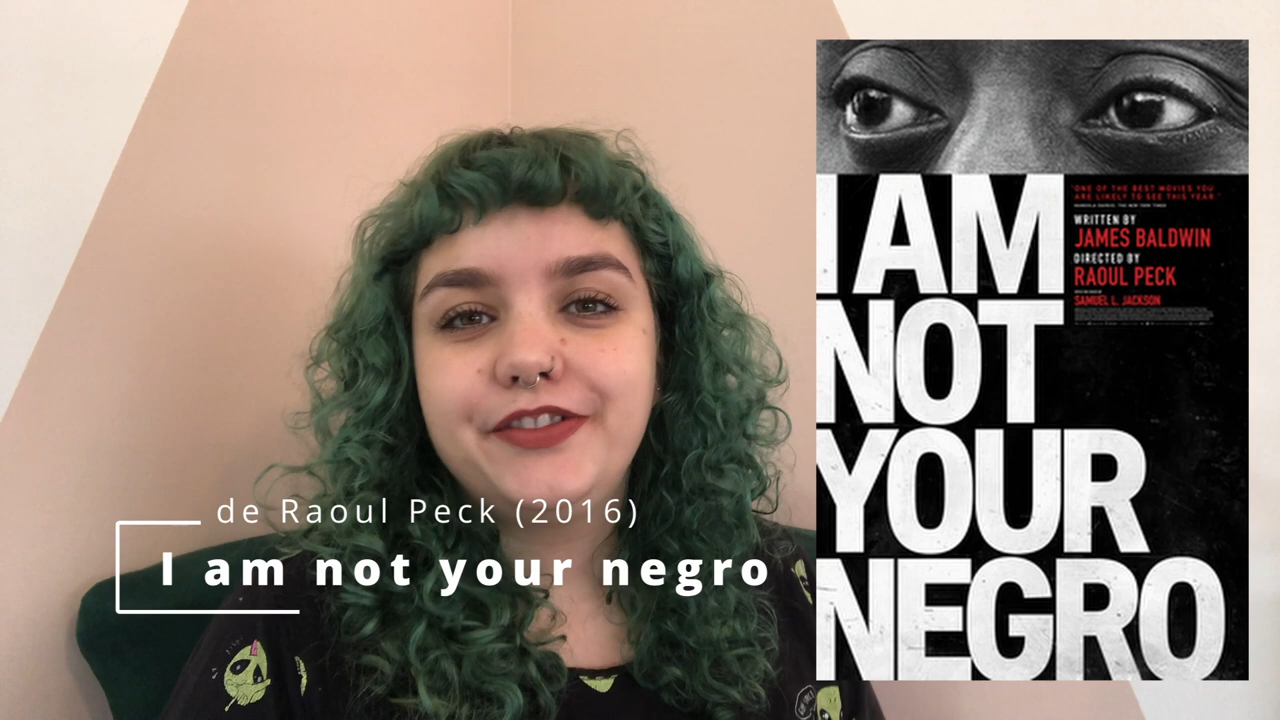 de Raoul Peck (2016)
I am not your negro
"ONE OF THE BEST MOVIES YOU
ARE LIKELY TO SEE THIS YEAR."
WRITTEN BY
JAMES BALDWIN
DIRECTED BY
RAOUL PECK
SAMUEL L. JACKSON
I AM
NOT
YOUR
NEGRO